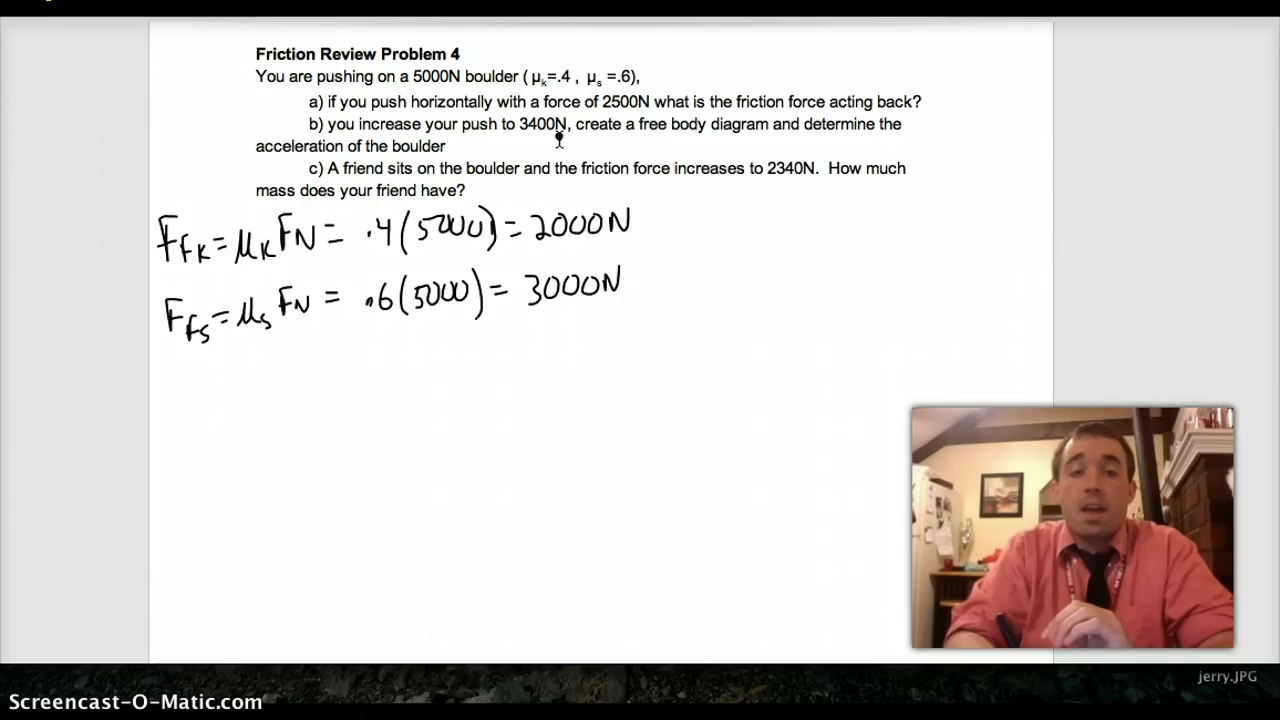 Friction Review Problem 4
You are pushing on a 5000N boulder ( μk=.4 , μs =.6),
a) if you push horizontally with a force of 2500N what is the friction force acting back?
b) you increase your push to 3400N, create a free body diagram and determine the
acceleration of the boulder
c) A friend sits on the boulder and the friction force increases to 2340N. How much
mass does your friend have?
FfK = μK FN = .4(5000) = 2000N
Ffs = μs FN = .6(5000) = 3000N
jerry.JPG
Screencast-O-Matic.com